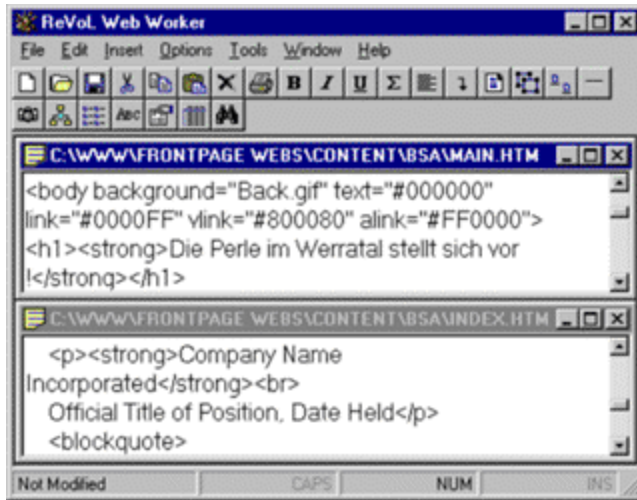 ReVoL Web Worker
File Edit Insert Options Tools Window Help
B I U Σ
ABC
C:\WWW\FRONTPAGE WEBS\CONTENT\BSA\MAIN.HTM
<body background="Back.gif" text="#000000"
link="#0000FF" vlink="#800080" alink="#FF0000">
<h1><strong>Die Perle im Werratal stellt sich vor
!</strong></h1>
C:\WWW\FRONTPAGE WEBS\CONTENT\BSA\INDEX.HTM
<p><strong>Company Name
Incorporated</strong><br>
Official Title of Position, Date Held</p>
<blockquote>
Not Modified CAPS NUM INS